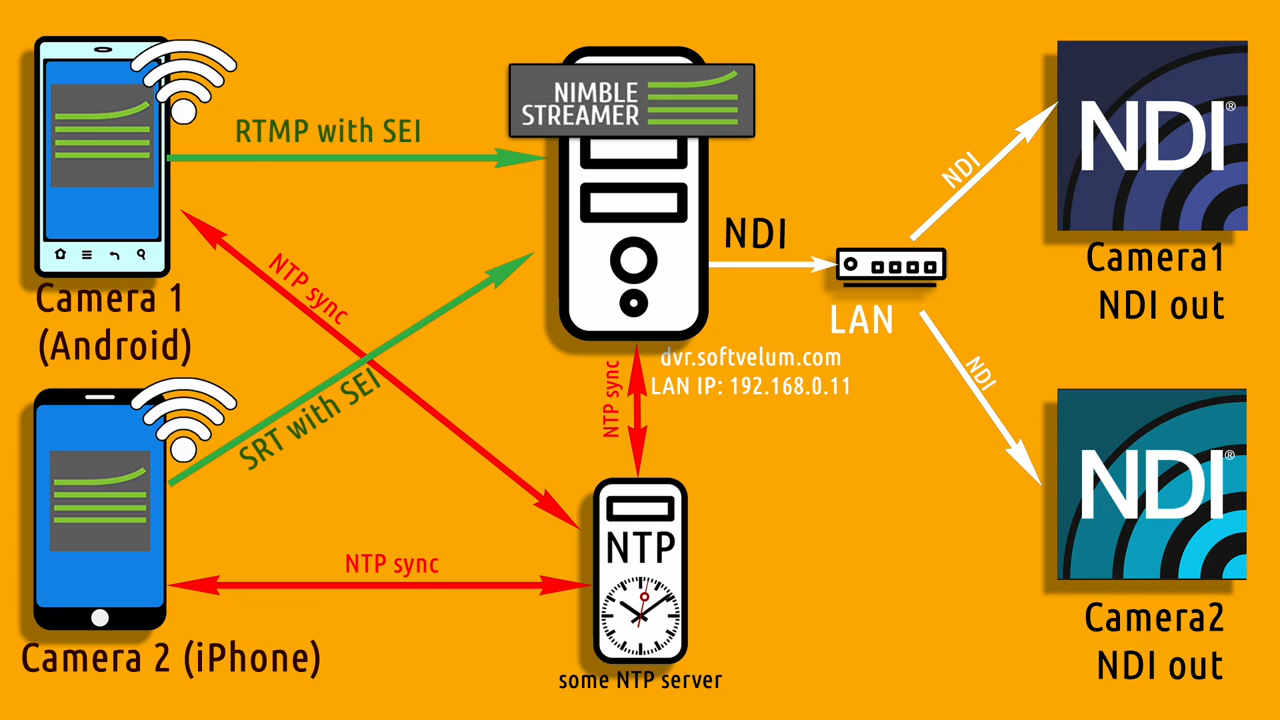 NIMBLE
STREAMER
RTMP with SEI
NDI®
NDI
NDI
NTP sync
Camera1
NDI out
Camera 1
(Android)
LAN
dvr.softvelum.com
LAN IP: 192.168.0.11
NTP sync
NDI
SRT with SEI
NDI®
NTP
NTP sync
Camera 2 (iPhone)
some NTP server
Camera2
NDI out